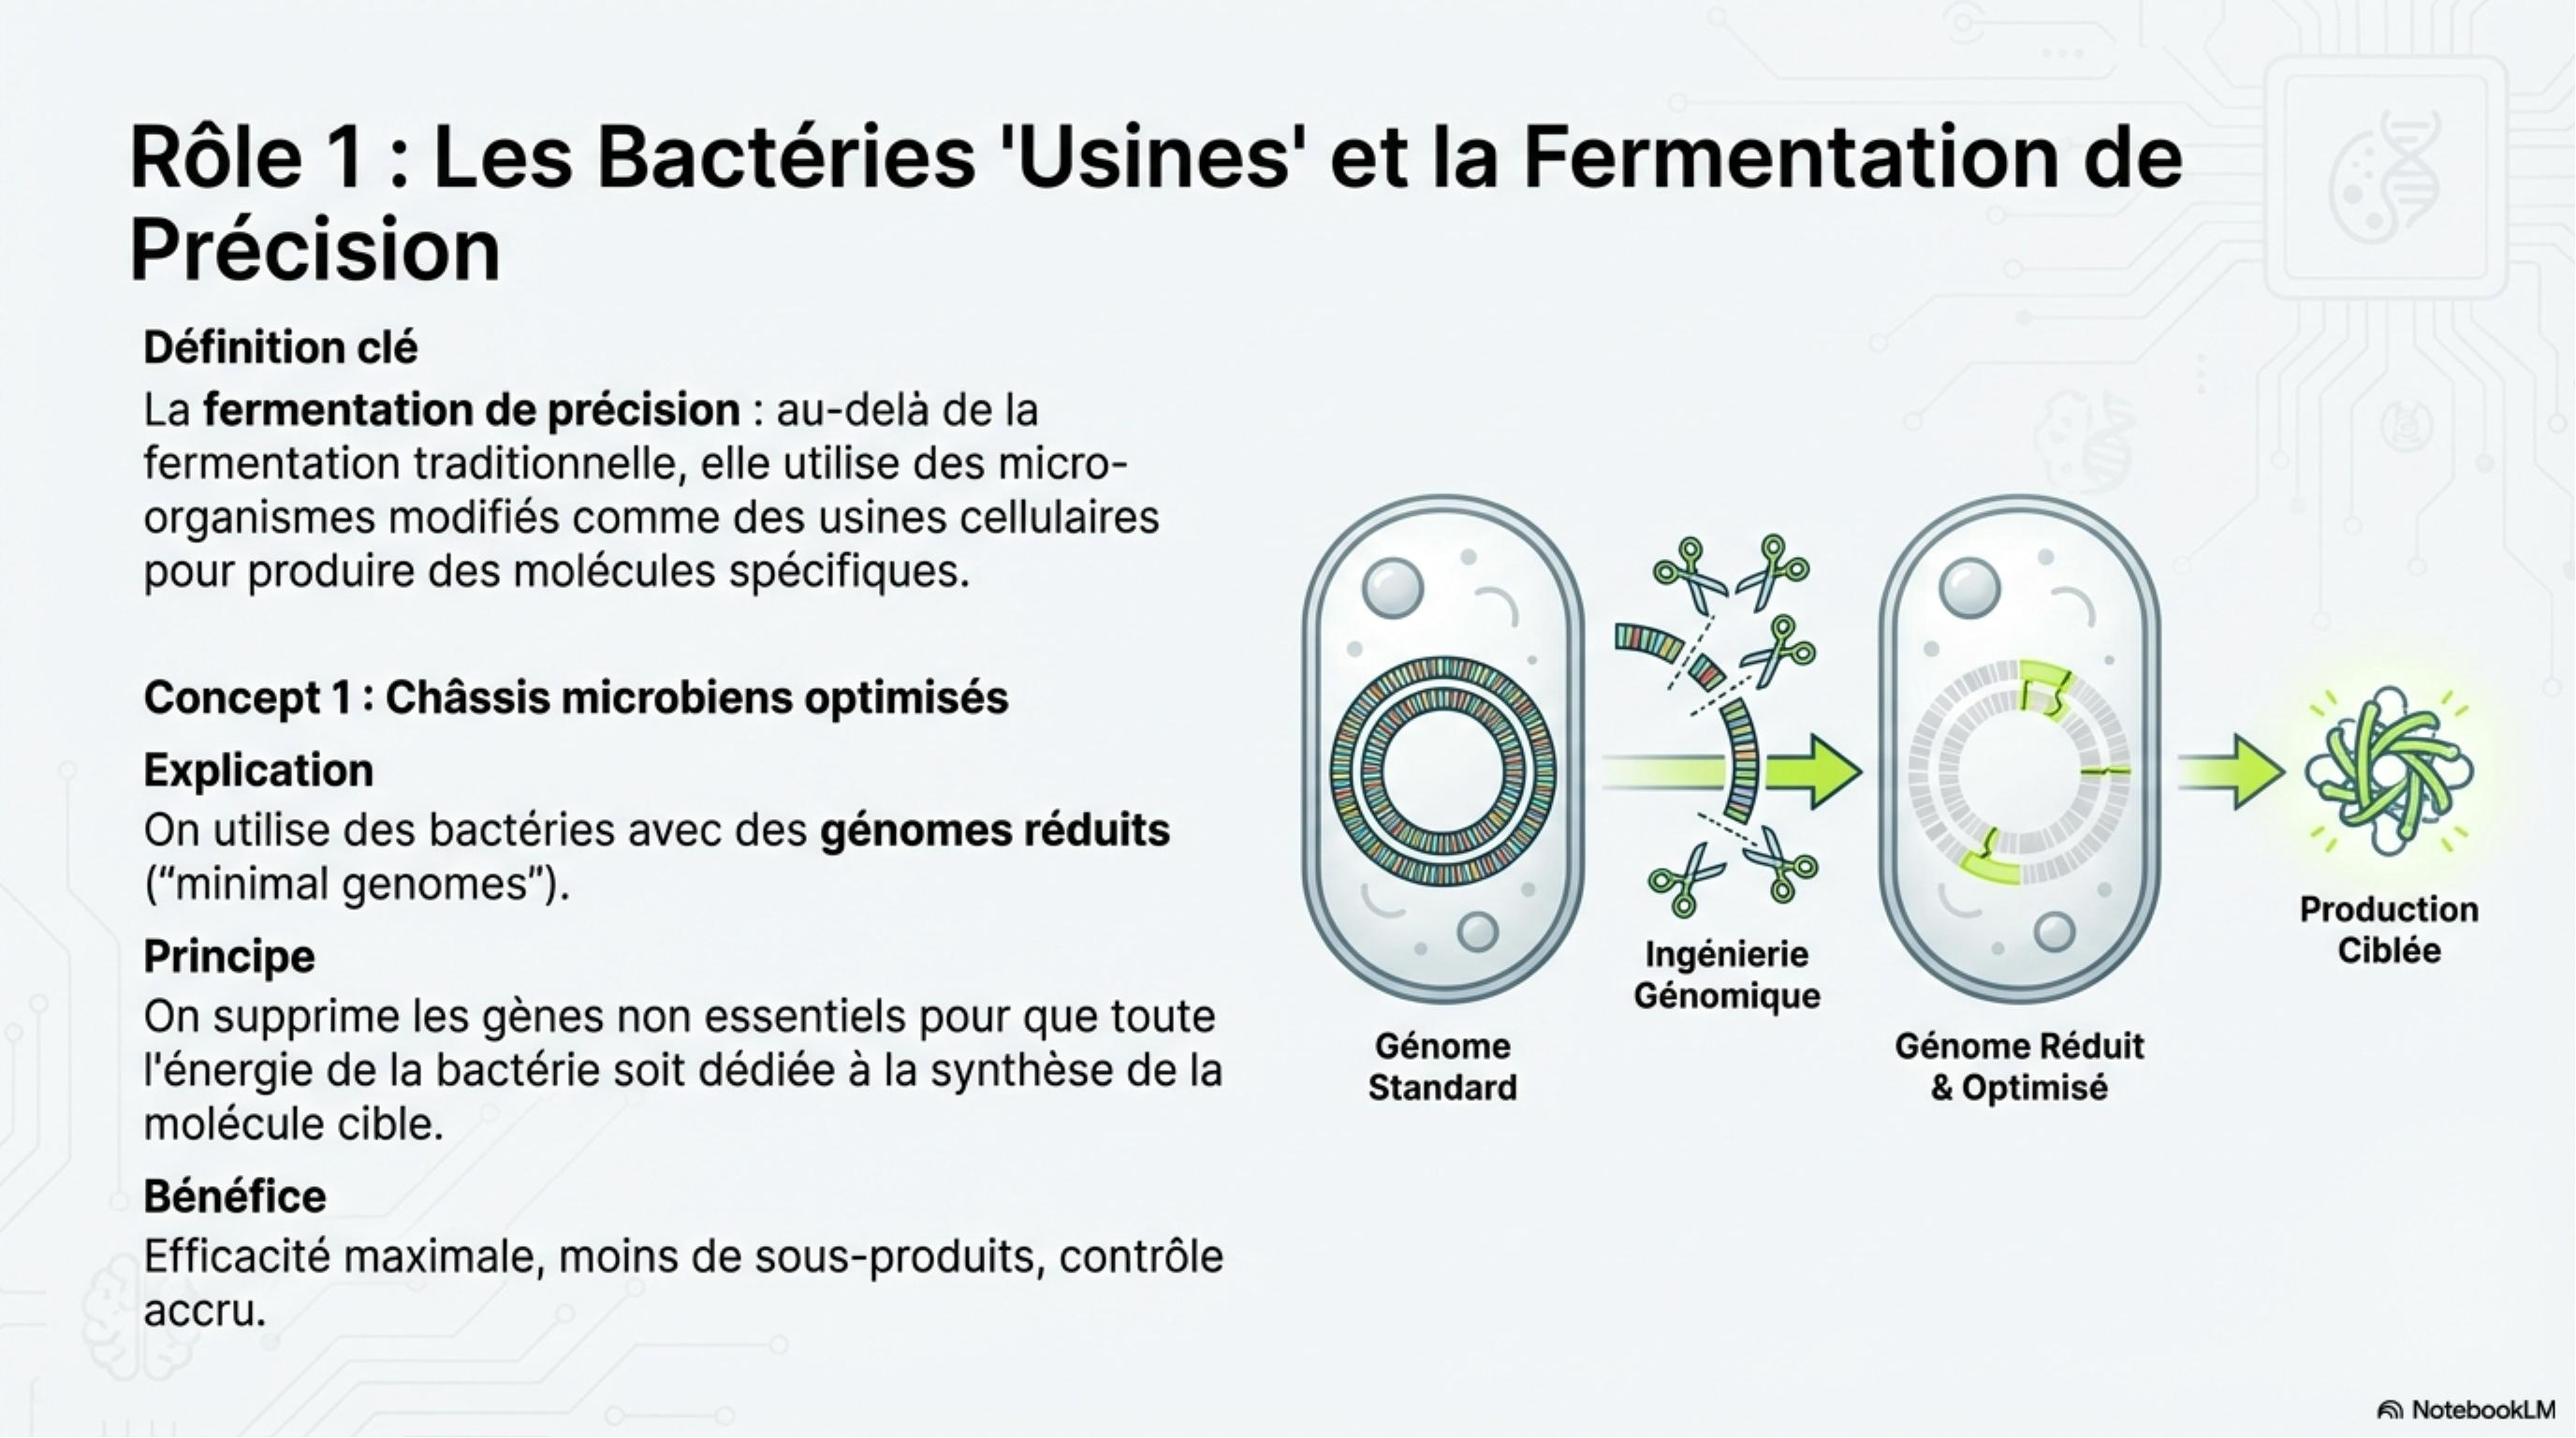 Rôle 1 : Les Bactéries 'Usines' et la Fermentation de
Précision
Définition clé
La fermentation de précision : au-delà de la
fermentation traditionnelle, elle utilise des micro-
organismes modifiés comme des usines cellulaires
pour produire des molécules spécifiques.
Concept 1 : Châssis microbiens optimisés
Explication
On utilise des bactéries avec des génomes réduits
(“minimal genomes”).
Principe
On supprime les gènes non essentiels pour que toute
l'énergie de la bactérie soit dédiée à la synthèse de la
molécule cible.
Bénéfice
Efficacité maximale, moins de sous-produits, contrôle
accru.
Génome
Standard
Ingénierie
Génomique
Génome Réduit
& Optimisé
Production
Ciblée
NotebookLM